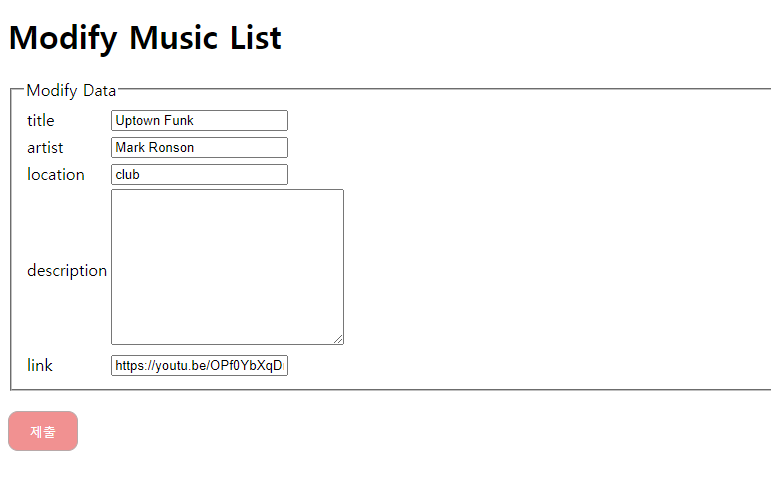 Modify Music List
Modify Data
title Uptown Funk
artist Mark Ronson
location club
description
link https://youtu.be/OPf0YbXqD
제출